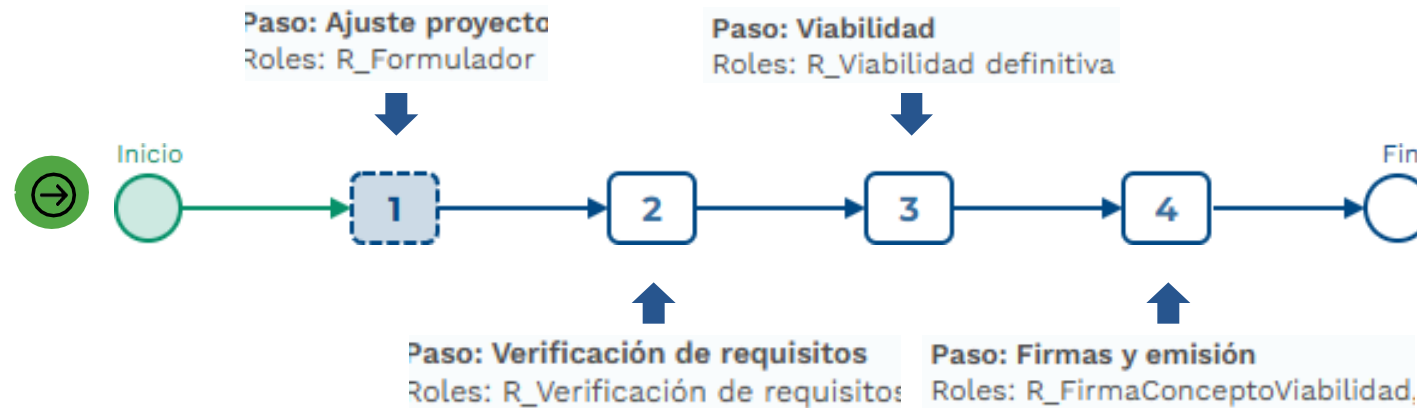 Paso: Ajuste proyecto
Roles: R_Formulador
Paso: Viabilidad
Roles: R_Viabilidad definitiva
Inicio
Fin
1
2
3
4
Paso: Verificación de requisitos
Roles: R_Verificación de requisitos
Paso: Firmas y emisión
Roles: R_FirmaConceptoViabilidad,